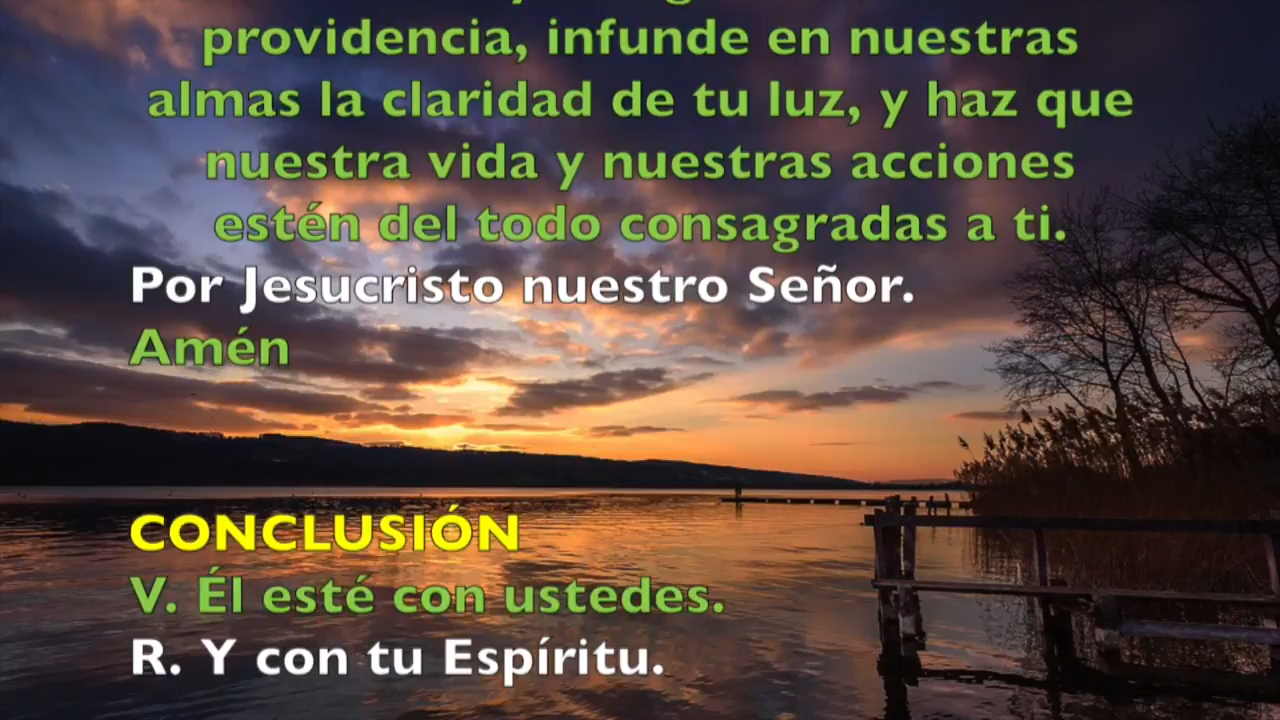 providencia, infunde en nuestras
almas la claridad de tu luz, y haz que
nuestra vida y nuestras acciones
estén del todo consagradas a ti.
Por Jesucristo nuestro Señor.
Amén
CONCLUSIÓN
V. Él esté con ustedes.
R. Y con tu Espíritu.